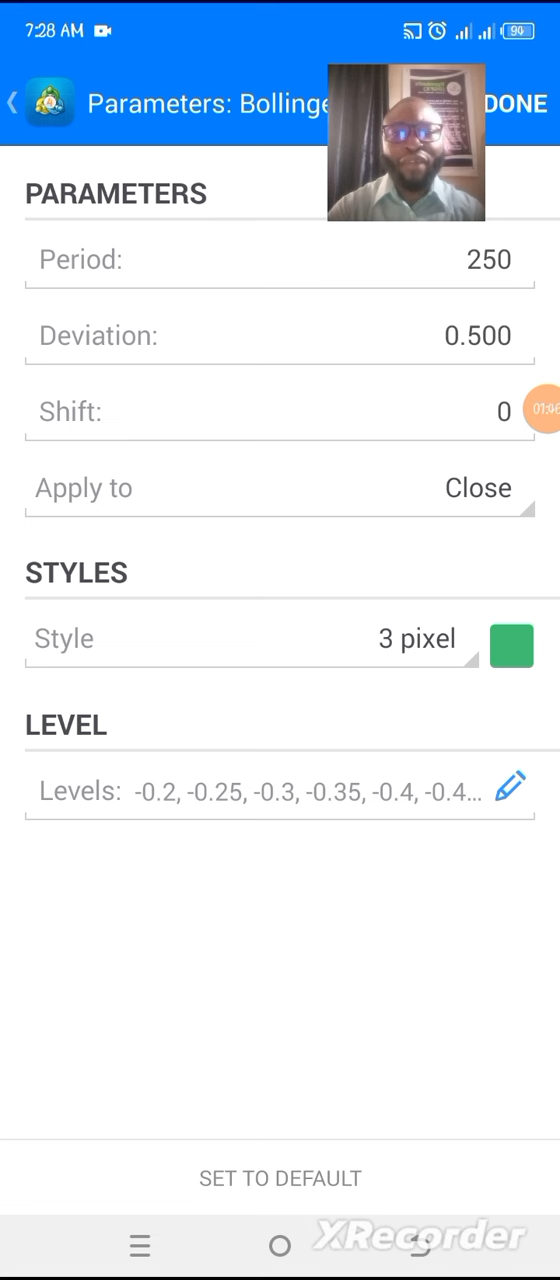 7:28 AM 90
Parameters: Bollinge DONE
PARAMETERS
Period: 250
Deviation: 0.500
Shift: 0
01:06
Apply to Close
STYLES
Style 3 pixel
LEVEL
Levels: -0.2, -0.25, -0.3, -0.35, -0.4, -0.4...
SET TO DEFAULT
XRecorder